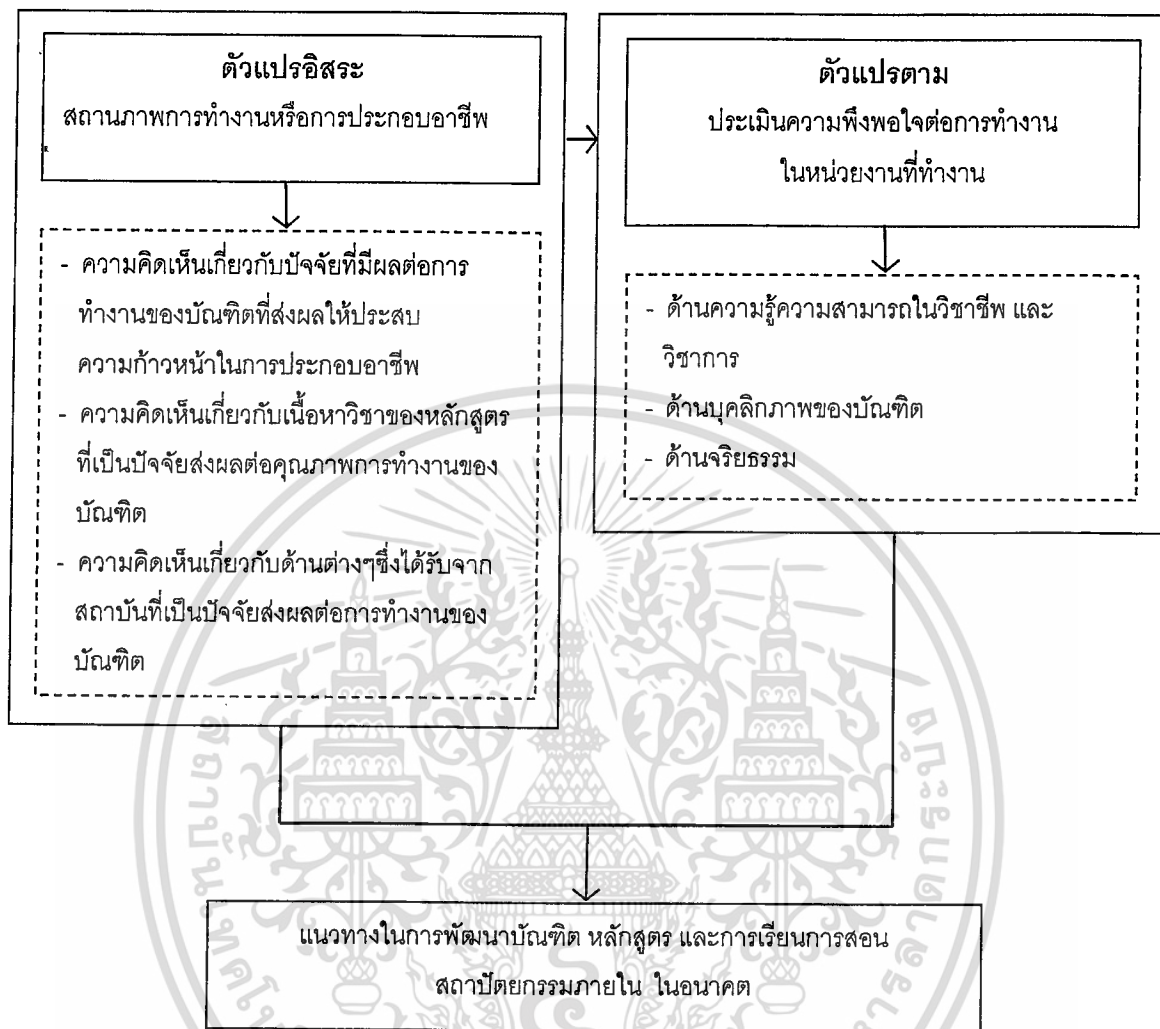 ตัวแปรอิสระ
สถานภาพการทำงานหรือการประกอบอาชีพ
- ความคิดเห็นเกี่ยวกับปัจจัยที่มีผลต่อการ
ทำงานของบัณฑิตที่ส่งผลให้ประสบ
ความก้าวหน้าในการประกอบอาชีพ
- ความคิดเห็นเกี่ยวกับเนื้อหาวิชาของหลักสูตร
ที่เป็นปัจจัยส่งผลต่อคุณภาพการทำงานของ
บัณฑิต
- ความคิดเห็นเกี่ยวกับด้านต่างๆซึ่งได้รับจาก
สถาบันที่เป็นปัจจัยส่งผลต่อการทำงานของ
บัณฑิต
ตัวแปรตาม
ประเมินความพึงพอใจต่อการทำงาน
ในหน่วยงานที่ทำงาน
- ด้านความรู้ความสามารถในวิชาชีพ และ
วิชาการ
- ด้านบุคลิกภาพของบัณฑิต
- ด้านจริยธรรม
แนวทางในการพัฒนาบัณฑิต หลักสูตร และการเรียนการสอน
สถาปัตยกรรมภายใน ในอนาคต